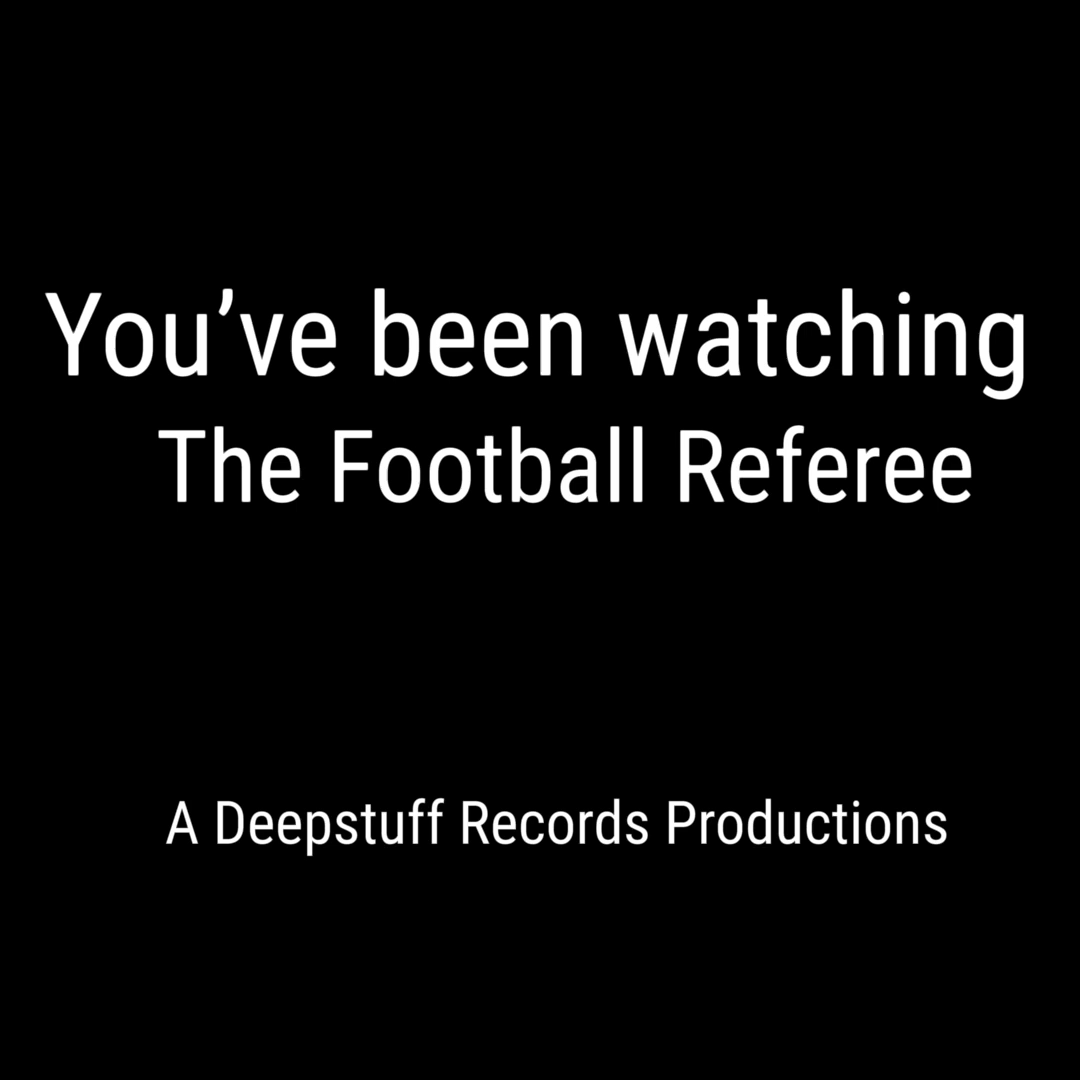 You’ve been watching
The Football Referee
A Deepstuff Records Productions